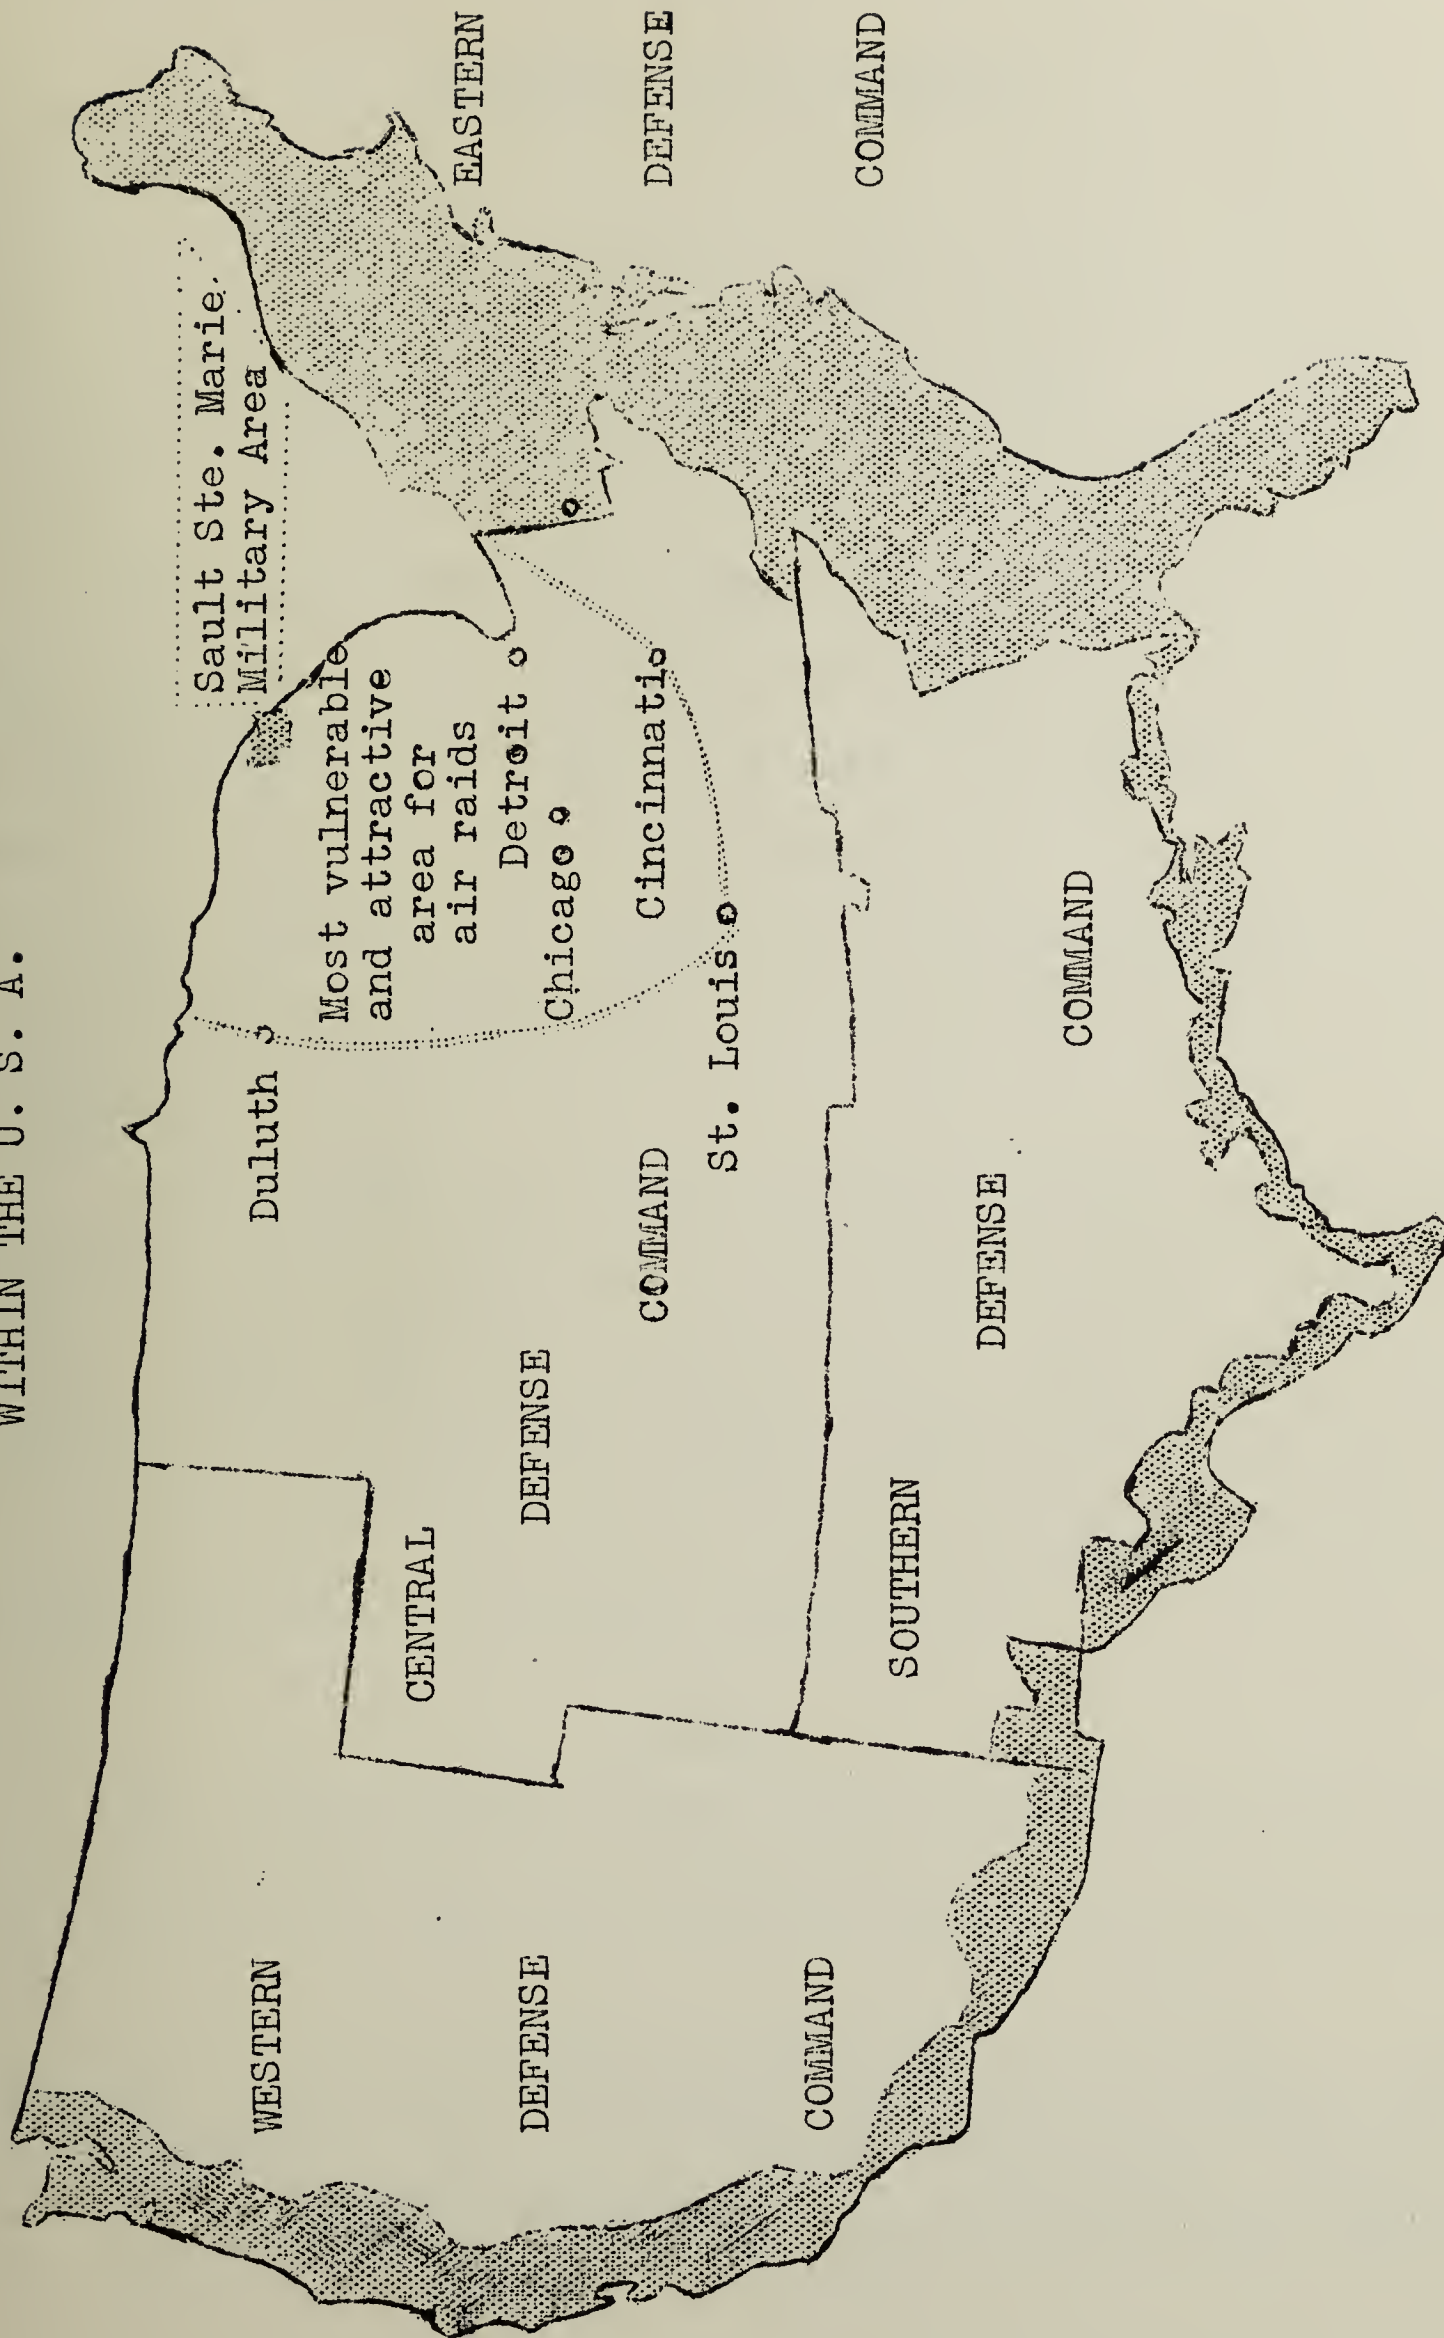 WITHIN THE U. S. A.
Sault Ste. Marie
Military Area
Most vulnerable
and attractive
area for
air raids
Duluth
Detroit
Chicago
Cincinnati
St. Louis
WESTERN
DEFENSE
COMMAND
CENTRAL
DEFENSE
COMMAND
SOUTHERN
DEFENSE
COMMAND
EASTERN
DEFENSE
COMMAND